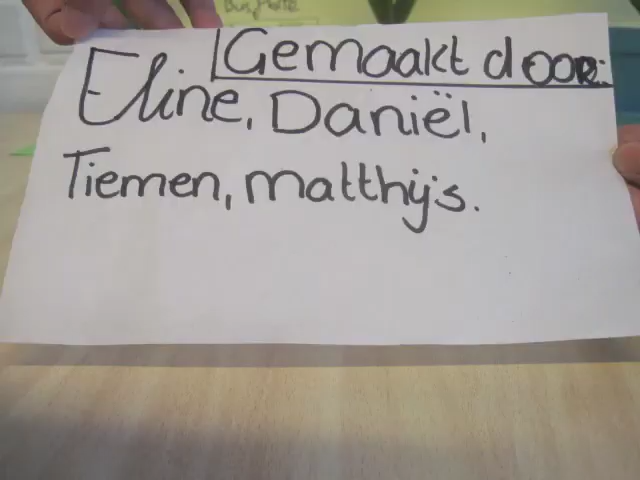 Gemaakt door:
Eline, Daniël,
Tiemen, Matthijs.